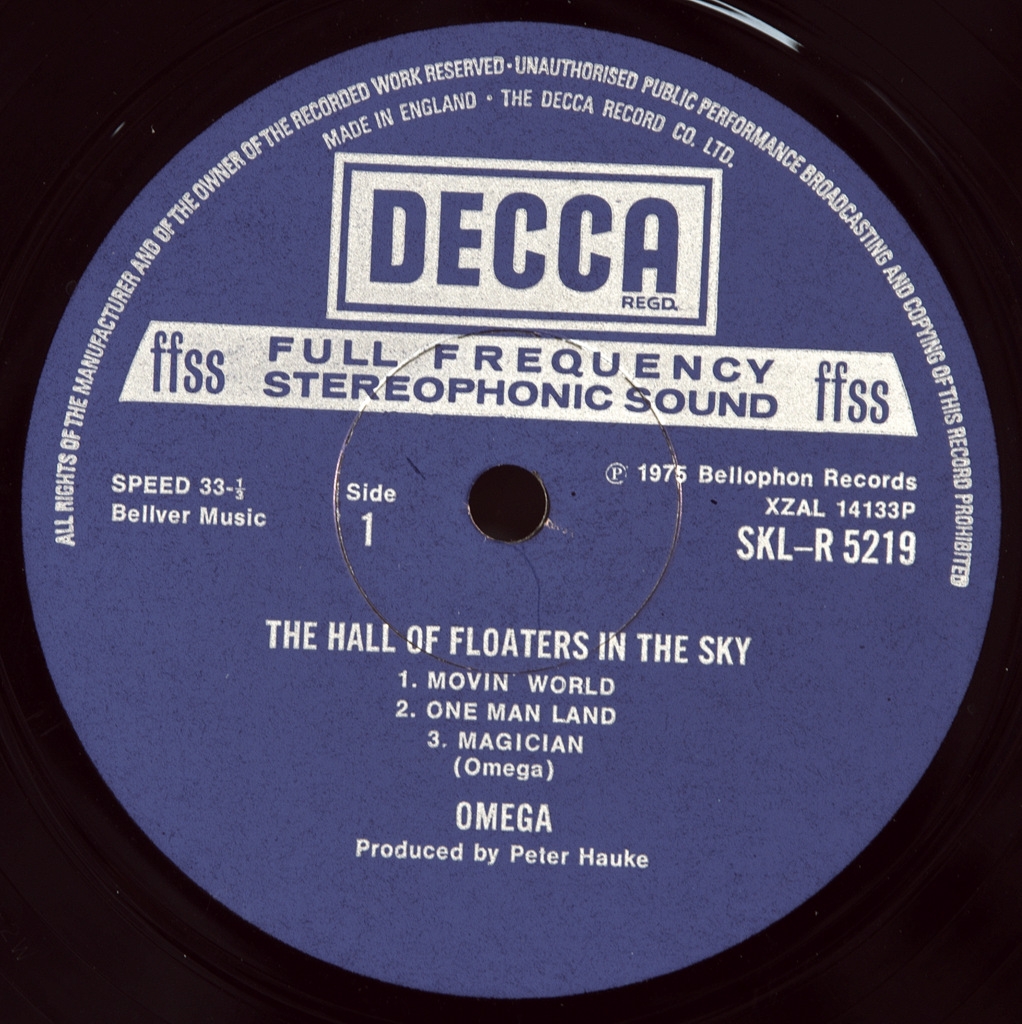 ALL RIGHTS OF THE MANUFACTURER AND OF THE OWNER OF THE RECORDED WORK RESERVED · UNAUTHORISED PUBLIC PERFORMANCE BROADCASTING AND COPYING OF THIS RECORD PROHIBITED
MADE IN ENGLAND · THE DECCA RECORD CO. LTD.
DECCA
REGD.
ffss FULL FREQUENCY STEREOPHONIC SOUND ffss
SPEED 33-⅓
Bellver Music
Side
1
℗ 1975 Bellophon Records
XZAL 14133P
SKL–R 5219
THE HALL OF FLOATERS IN THE SKY
1. MOVIN' WORLD
2. ONE MAN LAND
3. MAGICIAN
(Omega)
OMEGA
Produced by Peter Hauke